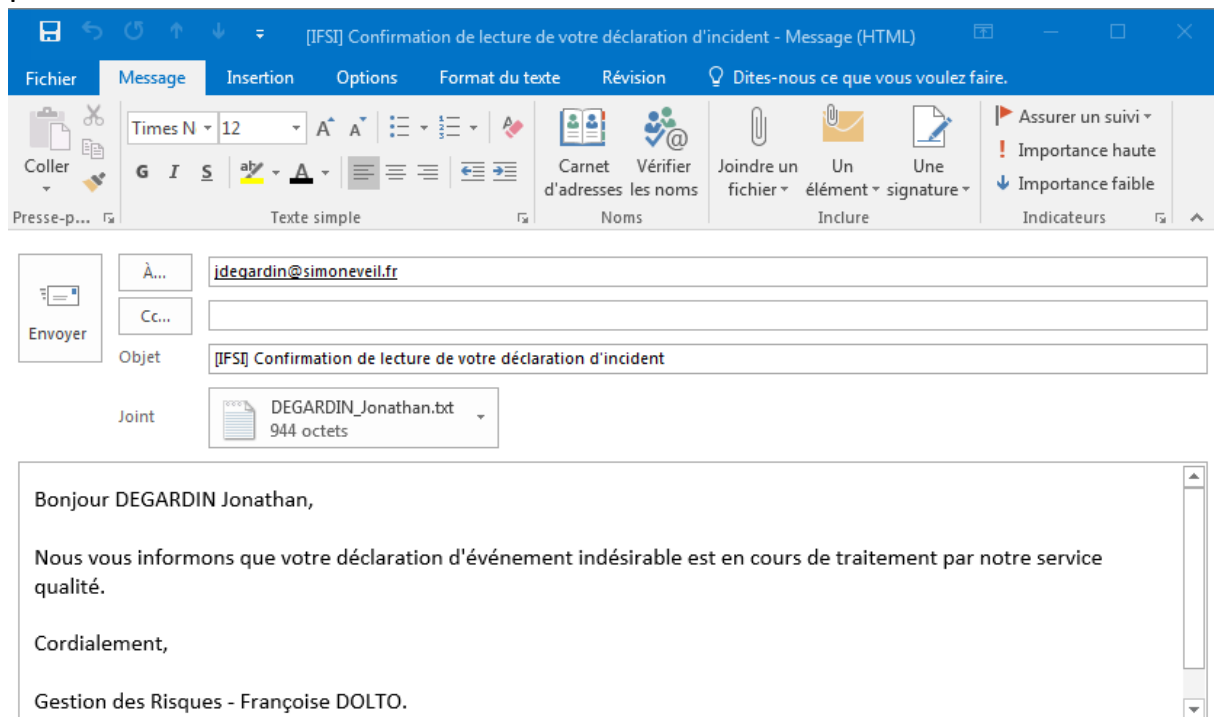 [IFSI] Confirmation de lecture de votre déclaration d'incident - Message (HTML)
Fichier Message Insertion Options Format du texte Révision Dites-nous ce que vous voulez faire.
Coller
Times N 12
G I S
Carnet d'adresses
Vérifier les noms
Joindre un fichier
Un élément
Une signature
Assurer un suivi
Importance haute
Importance faible
Presse-p... Texte simple Noms Inclure Indicateurs
Envoyer
À... jdegardin@simoneveil.fr
Cc...
Objet [IFSI] Confirmation de lecture de votre déclaration d'incident
Joint DEGARDIN_Jonathan.txt
944 octets
Bonjour DEGARDIN Jonathan,
Nous vous informons que votre déclaration d'événement indésirable est en cours de traitement par notre service
qualité.
Cordialement,
Gestion des Risques - Françoise DOLTO.